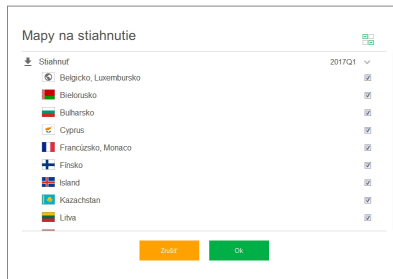 Mapy na stiahnutie
Stiahnuť 2017Q1
Belgicko, Luxembursko
Bielorusko
Bulharsko
Cyprus
Francúzsko, Monaco
Fínsko
Island
Kazachstan
Litva
Zrušiť Ok